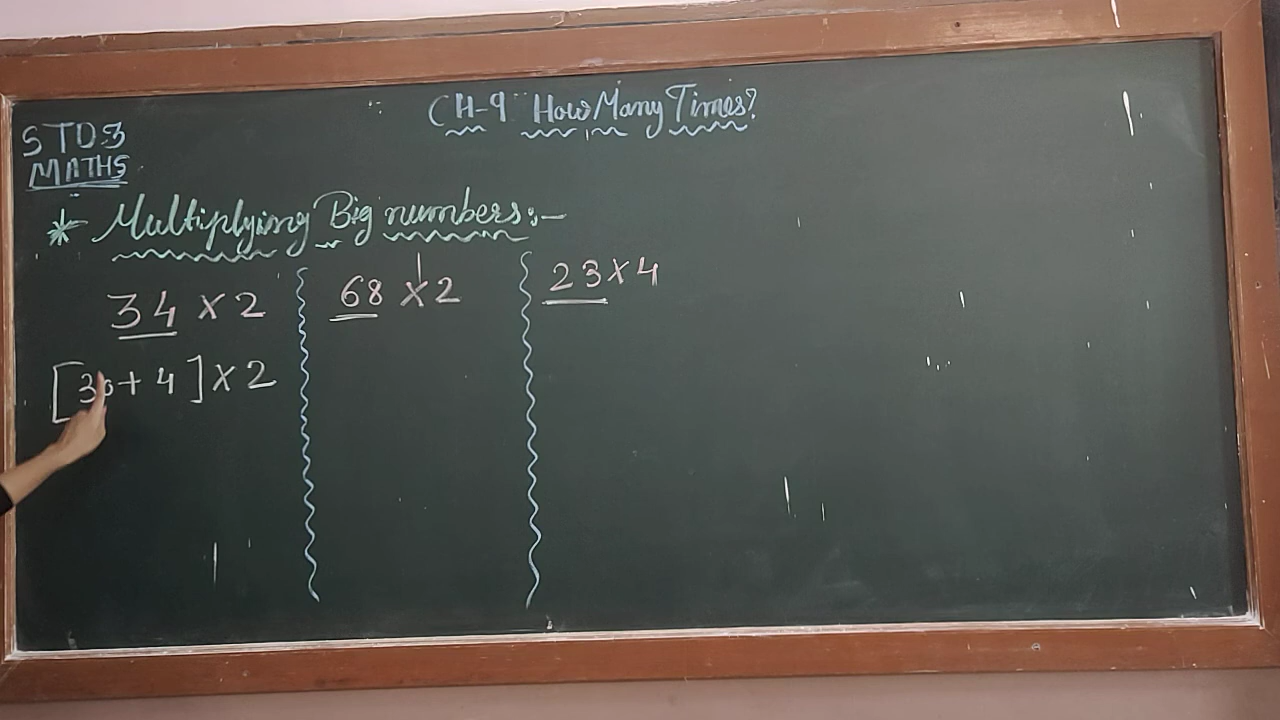 CH-9 How Many Times?
STD 3
MATHS
* Multiplying Big numbers:-
34 x 2
[30 + 4] x 2
68 x 2
23 x 4